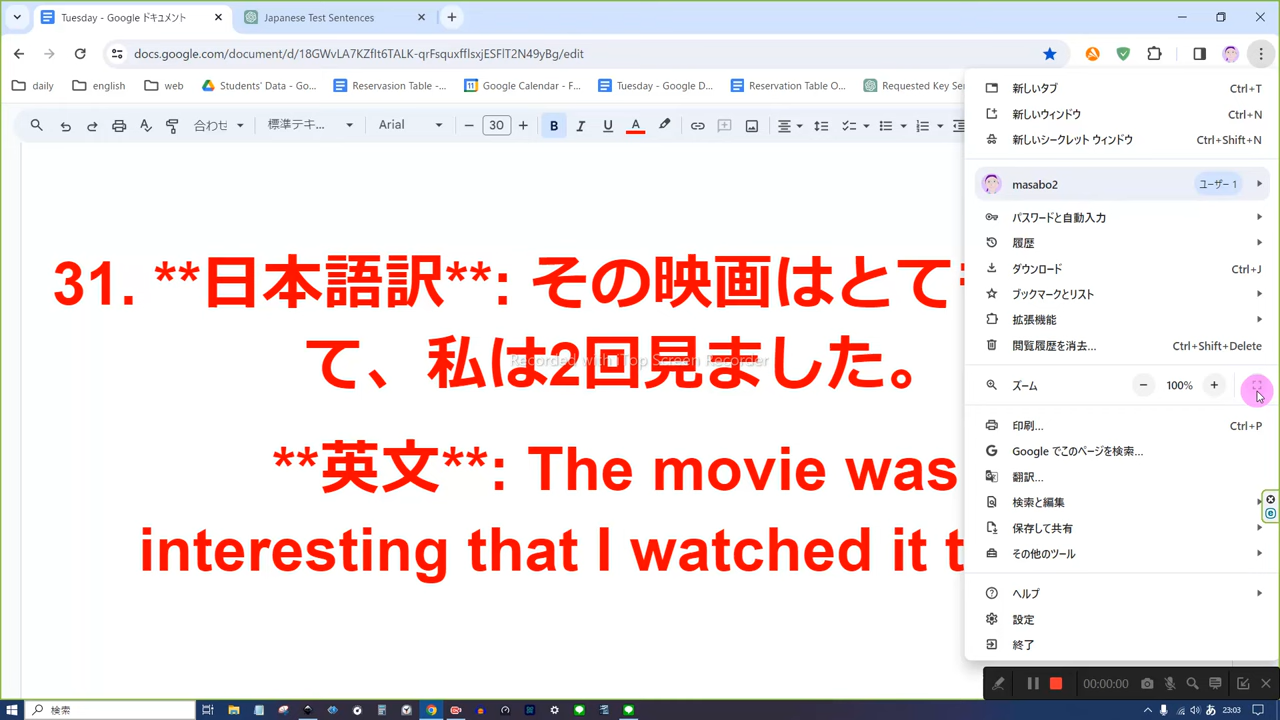 Tuesday - Google ドキュメント
Japanese Test Sentences
docs.google.com/document/d/18GWvLA7KZfIt6TALK-qrFsquxfflsxjESFlT2N49yBg/edit
daily
english
web
Students' Data - Go...
Reservasion Table -...
Google Calendar - F...
Tuesday - Google D...
Reservation Table O...
Requested Key Se
合わせ
標準テキ...
Arial
30
B
I
U
A
31. **日本語訳**: その映画はとて
て、私は2回見ました。
**英文**: The movie was
interesting that I watched it t
Recorded with iTop Screen Recorder
新しいタブ Ctrl+T
新しいウィンドウ Ctrl+N
新しいシークレット ウィンドウ Ctrl+Shift+N
masabo2 ユーザー 1
パスワードと自動入力
履歴
ダウンロード Ctrl+J
ブックマークとリスト
拡張機能
閲覧履歴を消去... Ctrl+Shift+Delete
ズーム − 100% +
印刷... Ctrl+P
Google でこのページを検索...
翻訳...
検索と編集
保存して共有
その他のツール
ヘルプ
設定
終了
00:00:00
検索
あ 23:03